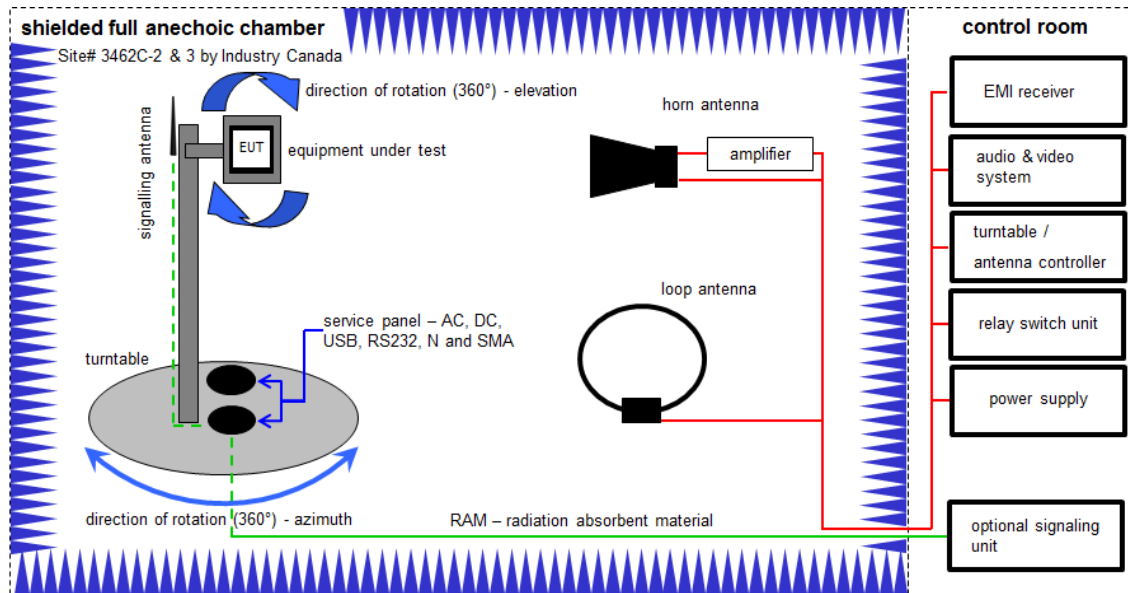 shielded full anechoic chamber
Site# 3462C-2 & 3 by Industry Canada
control room
direction of rotation (360°) - elevation
signalling antenna
EUT
equipment under test
horn antenna
amplifier
EMI receiver
audio & video
system
turntable /
antenna controller
loop antenna
service panel – AC, DC,
USB, RS232, N and SMA
relay switch unit
turntable
power supply
direction of rotation (360°) - azimuth
RAM – radiation absorbent material
optional signaling
unit